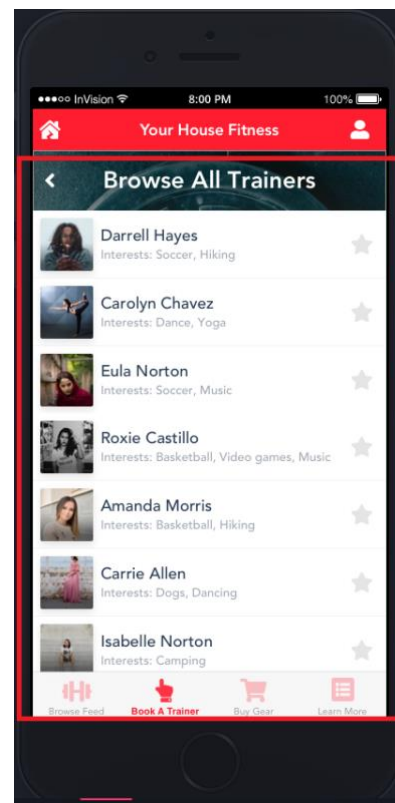 InVision 8:00 PM 100%
Your House Fitness
Browse All Trainers
Darrell Hayes
Interests: Soccer, Hiking
Carolyn Chavez
Interests: Dance, Yoga
Eula Norton
Interests: Soccer, Music
Roxie Castillo
Interests: Basketball, Video games, Music
Amanda Morris
Interests: Basketball, Hiking
Carrie Allen
Interests: Dogs, Dancing
Isabelle Norton
Interests: Camping
Browse Feed Book A Trainer Buy Gear Learn More